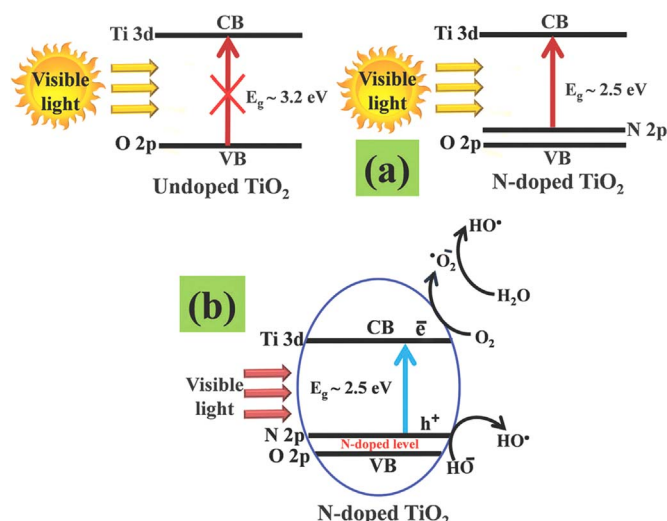 CB
Ti 3d
Visible
light
E_g ~ 3.2 eV
O 2p
VB
Undoped TiO₂
CB
Ti 3d
Visible
light
E_g ~ 2.5 eV
N 2p
O 2p
VB
N-doped TiO₂
(a)
(b)
HO•
•O₂⁻
H₂O
O₂
Ti 3d
CB
e⁻
Visible
light
E_g ~ 2.5 eV
h⁺
N 2p
N-doped level
O 2p
VB
HO⁻
HO•
N-doped TiO₂